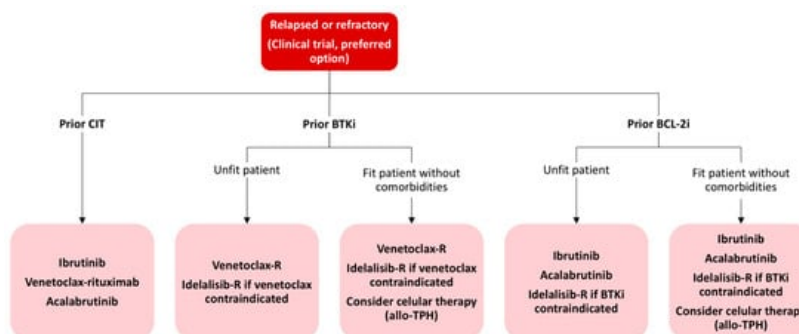 Relapsed or refractory
(Clinical trial, preferred
option)
Prior CIT
Prior BTKi
Prior BCL-2i
Unfit patient
Fit patient without
comorbidities
Unfit patient
Fit patient without
comorbidities
Ibrutinib
Venetoclax-rituximab
Acalabrutinib
Venetoclax-R
Idelalisib-R if venetoclax
contraindicated
Venetoclax-R
Idelalisib-R if venetoclax
contraindicated
Consider celular therapy
(allo-TPH)
Ibrutinib
Acalabrutinib
Idelalisib-R if BTKi
contraindicated
Ibrutinib
Acalabrutinib
Idelalisib-R if BTKi
contraindicated
Consider celular therapy
(allo-TPH)